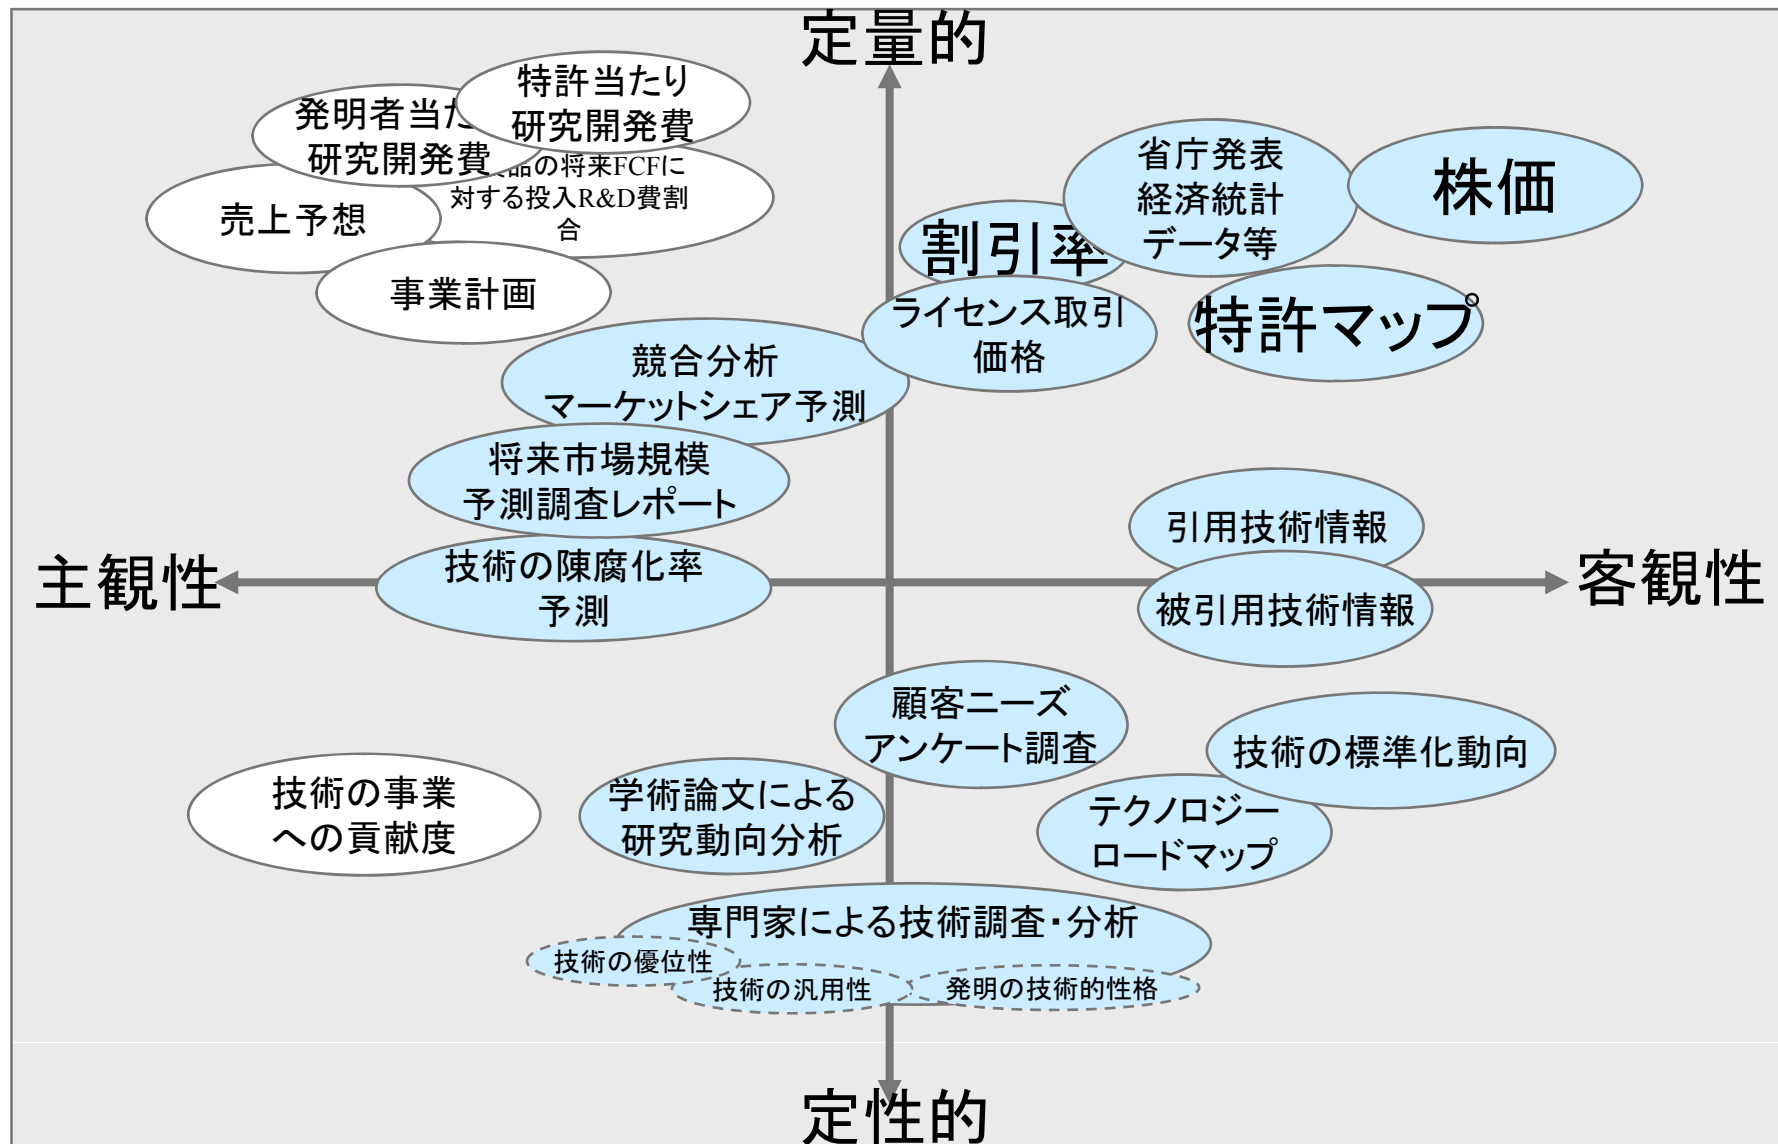 定量的
特許当たり
研究開発費
発明者当た
研究開発費
品の将来FCFに
対する投入R&D費割
合
売上予想
事業計画
省庁発表
経済統計
データ等
株価
割引率
ライセンス取引
価格
特許マップ
競合分析
マーケットシェア予測
将来市場規模
予測調査レポート
技術の陳腐化率
予測
引用技術情報
被引用技術情報
主観性
客観性
顧客ニーズ
アンケート調査
技術の標準化動向
テクノロジー
ロードマップ
技術の事業
への貢献度
学術論文による
研究動向分析
専門家による技術調査・分析
技術の優位性
技術の汎用性
発明の技術的性格
定性的